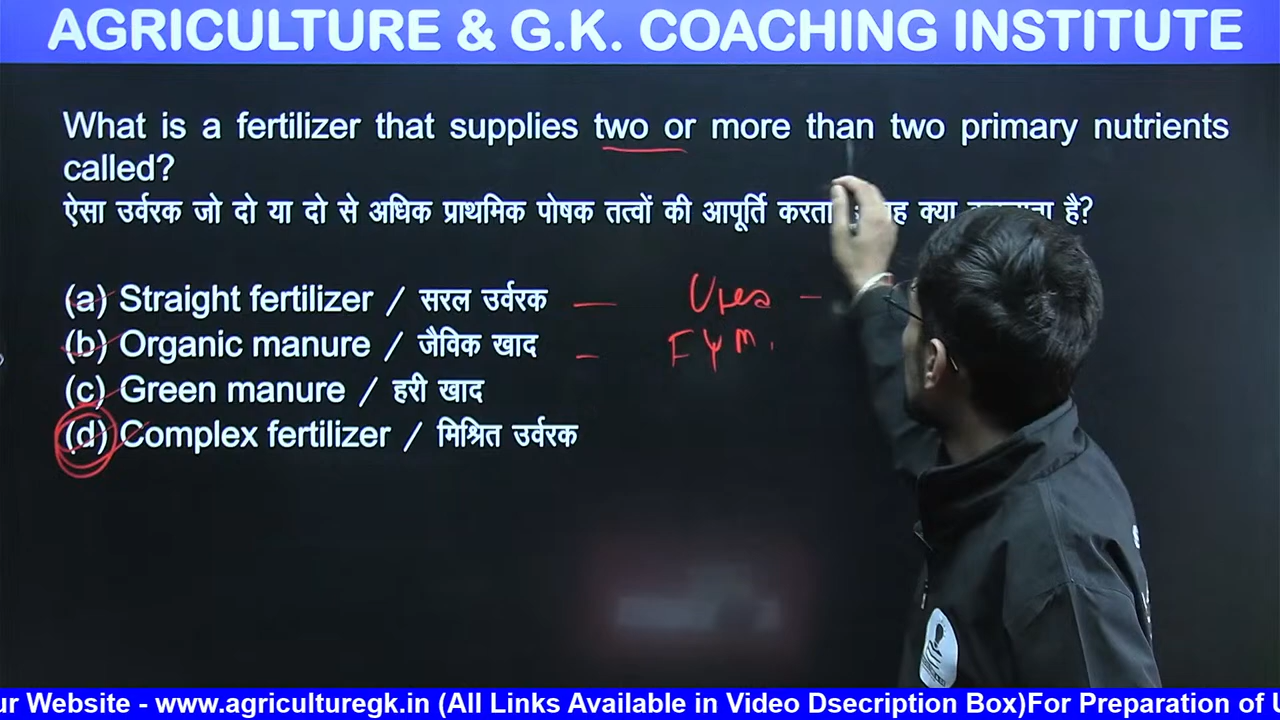 AGRICULTURE & G.K. COACHING INSTITUTE
What is a fertilizer that supplies two or more than two primary nutrients
called?
ऐसा उर्वरक जो दो या दो से अधिक प्राथमिक पोषक तत्वों की आपूर्ति करता क्या है?
(a) Straight fertilizer / सरल उर्वरक — Urea –
(b) Organic manure / जैविक खाद – FYM.
(c) Green manure / हरी खाद
(d) Complex fertilizer / मिश्रित उर्वरक
ur Website - www.agriculturegk.in (All Links Available in Video Dscription Box)For Preparation of U